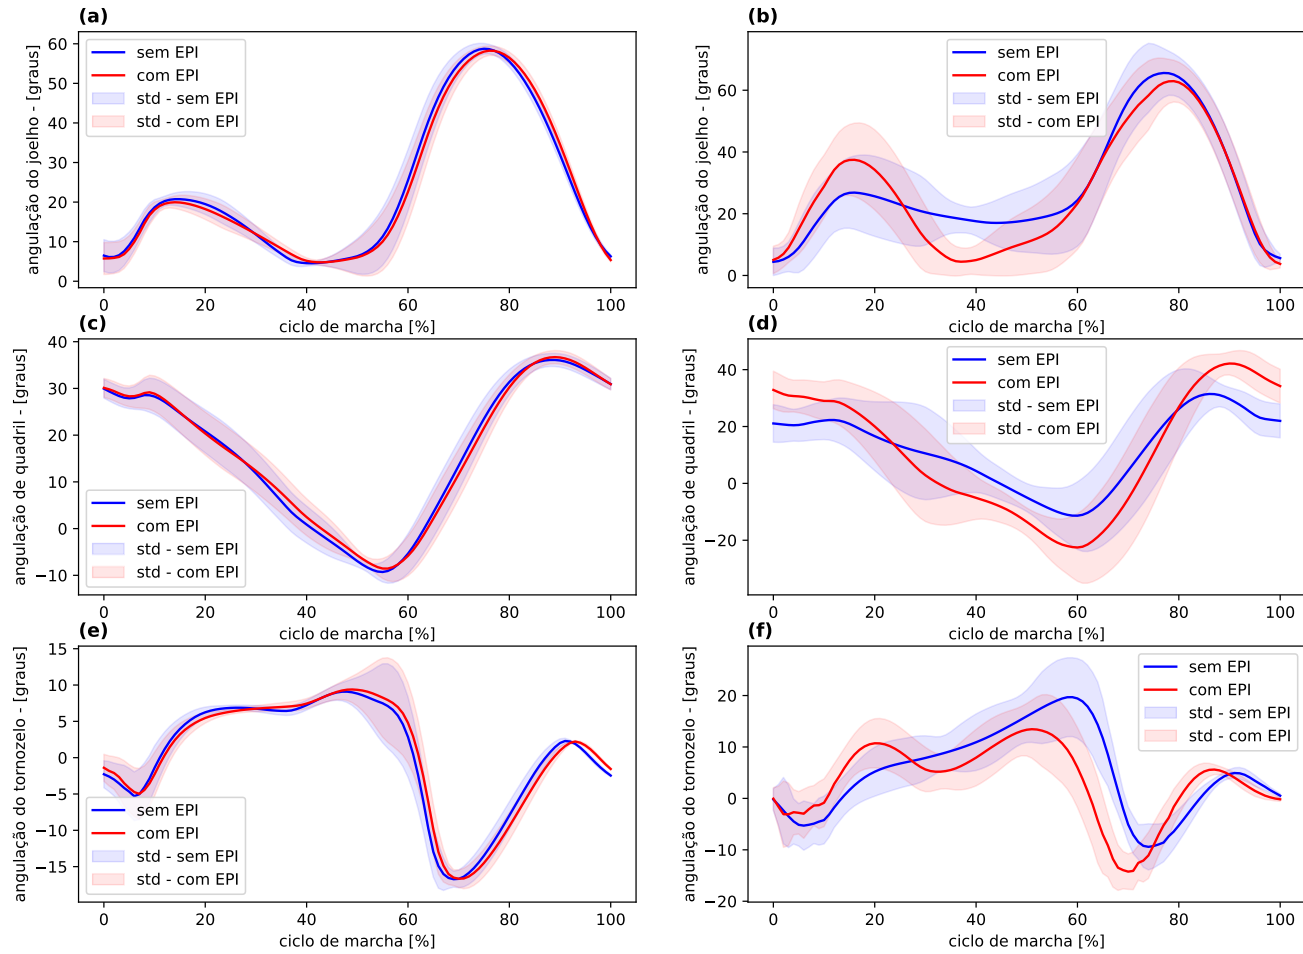 (a)
angulação do joelho - [graus]
60
50
40
30
20
10
0
sem EPI
com EPI
std - sem EPI
std - com EPI
0 20 40 60 80 100
ciclo de marcha [%]
(b)
angulação do joelho - [graus]
60
40
20
0
sem EPI
com EPI
std - sem EPI
std - com EPI
0 20 40 60 80 100
ciclo de marcha [%]
(c)
angulação de quadril - [graus]
40
30
20
10
0
−10
sem EPI
com EPI
std - sem EPI
std - com EPI
0 20 40 60 80 100
ciclo de marcha [%]
(d)
angulação de quadril - [graus]
40
20
0
−20
sem EPI
com EPI
std - sem EPI
std - com EPI
0 20 40 60 80 100
ciclo de marcha [%]
(e)
angulação do tornozelo - [graus]
15
10
5
0
−5
−10
−15
sem EPI
com EPI
std - sem EPI
std - com EPI
0 20 40 60 80 100
ciclo de marcha [%]
(f)
angulação do tornozelo - [graus]
20
10
0
−10
−20
sem EPI
com EPI
std - sem EPI
std - com EPI
0 20 40 60 80 100
ciclo de marcha [%]